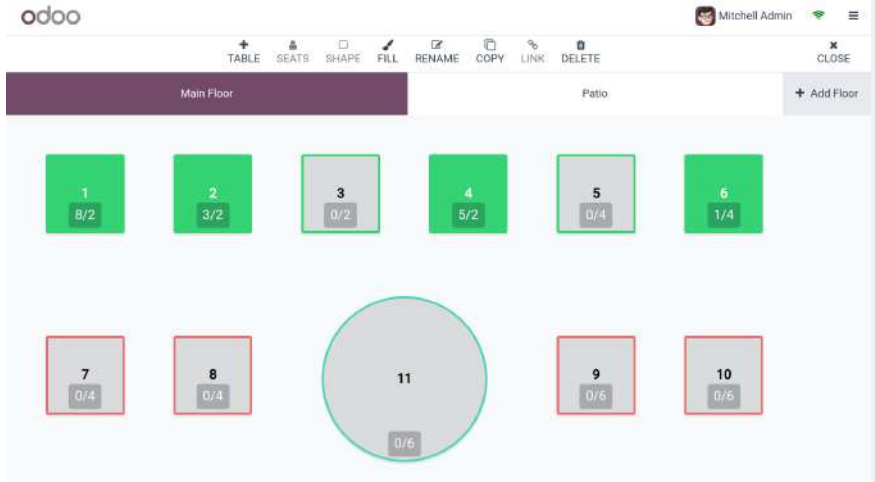 odoo
Mitchell Admin
TABLE SEATS SHAPE FILL RENAME COPY LINK DELETE CLOSE
Main Floor Patio + Add Floor
1 2 3 4 5 6
8/2 3/2 0/2 5/2 0/4 1/4
7 8 11 9 10
0/4 0/4 0/6 0/6
0/6